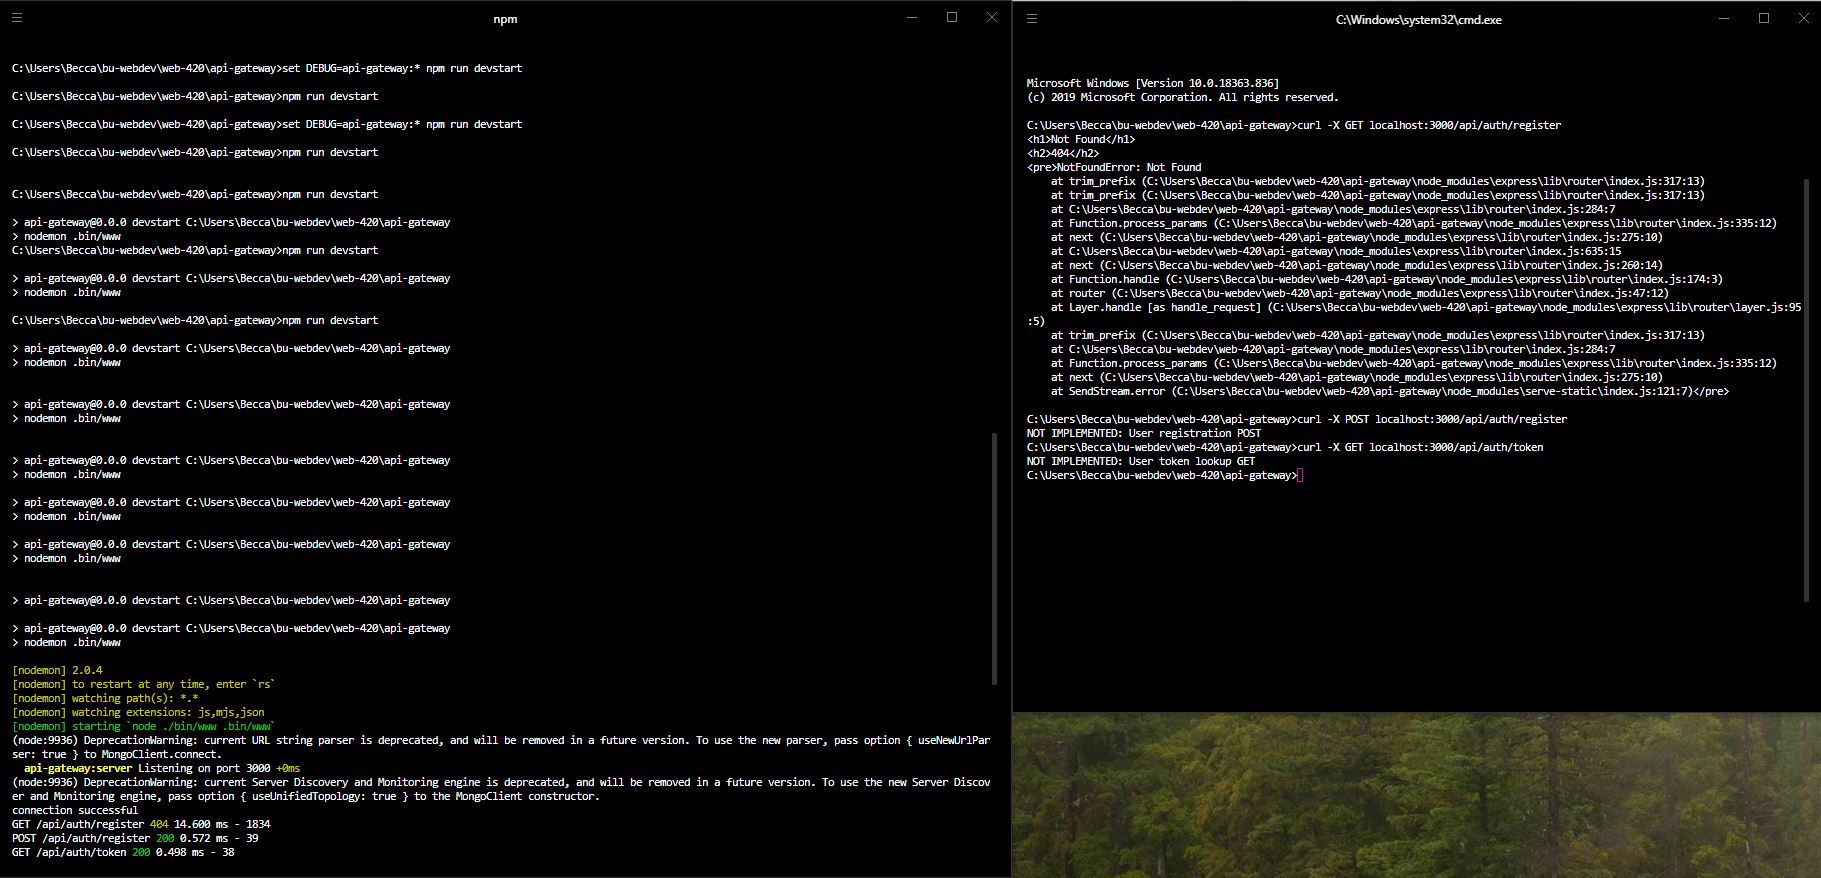 npm
C:\Users\Becca\bu-webdev\web-420\api-gateway>set DEBUG=api-gateway:* npm run devstart
C:\Users\Becca\bu-webdev\web-420\api-gateway>npm run devstart
C:\Users\Becca\bu-webdev\web-420\api-gateway>set DEBUG=api-gateway:* npm run devstart
C:\Users\Becca\bu-webdev\web-420\api-gateway>npm run devstart
C:\Users\Becca\bu-webdev\web-420\api-gateway>npm run devstart
> api-gateway@0.0.0 devstart C:\Users\Becca\bu-webdev\web-420\api-gateway
> nodemon .bin/www
C:\Users\Becca\bu-webdev\web-420\api-gateway>npm run devstart
> api-gateway@0.0.0 devstart C:\Users\Becca\bu-webdev\web-420\api-gateway
> nodemon .bin/www
C:\Users\Becca\bu-webdev\web-420\api-gateway>npm run devstart
> api-gateway@0.0.0 devstart C:\Users\Becca\bu-webdev\web-420\api-gateway
> nodemon .bin/www
> api-gateway@0.0.0 devstart C:\Users\Becca\bu-webdev\web-420\api-gateway
> nodemon .bin/www
> api-gateway@0.0.0 devstart C:\Users\Becca\bu-webdev\web-420\api-gateway
> nodemon .bin/www
> api-gateway@0.0.0 devstart C:\Users\Becca\bu-webdev\web-420\api-gateway
> nodemon .bin/www
> api-gateway@0.0.0 devstart C:\Users\Becca\bu-webdev\web-420\api-gateway
> nodemon .bin/www
> api-gateway@0.0.0 devstart C:\Users\Becca\bu-webdev\web-420\api-gateway
> api-gateway@0.0.0 devstart C:\Users\Becca\bu-webdev\web-420\api-gateway
> nodemon .bin/www
[nodemon] 2.0.4
[nodemon] to restart at any time, enter `rs`
[nodemon] watching path(s): *.*
[nodemon] watching extensions: js,mjs,json
[nodemon] starting `node ./bin/www .bin/www`
(node:9936) DeprecationWarning: current URL string parser is deprecated, and will be removed in a future version. To use the new parser, pass option { useNewUrlPar
ser: true } to MongoClient.connect.
api-gateway:server Listening on port 3000 +0ms
(node:9936) DeprecationWarning: current Server Discovery and Monitoring engine is deprecated, and will be removed in a future version. To use the new Server Discov
er and Monitoring engine, pass option { useUnifiedTopology: true } to the MongoClient constructor.
connection successful
GET /api/auth/register 404 14.600 ms - 1834
POST /api/auth/register 200 0.572 ms - 39
GET /api/auth/token 200 0.498 ms - 38
C:\Windows\system32\cmd.exe
Microsoft Windows [Version 10.0.18363.836]
(c) 2019 Microsoft Corporation. All rights reserved.
C:\Users\Becca\bu-webdev\web-420\api-gateway>curl -X GET localhost:3000/api/auth/register
<h1>Not Found</h1>
<h2>404</h2>
<pre>NotFoundError: Not Found
at trim_prefix (C:\Users\Becca\bu-webdev\web-420\api-gateway\node_modules\express\lib\router\index.js:317:13)
at trim_prefix (C:\Users\Becca\bu-webdev\web-420\api-gateway\node_modules\express\lib\router\index.js:317:13)
at C:\Users\Becca\bu-webdev\web-420\api-gateway\node_modules\express\lib\router\index.js:284:7
at Function.process_params (C:\Users\Becca\bu-webdev\web-420\api-gateway\node_modules\express\lib\router\index.js:335:12)
at next (C:\Users\Becca\bu-webdev\web-420\api-gateway\node_modules\express\lib\router\index.js:275:10)
at C:\Users\Becca\bu-webdev\web-420\api-gateway\node_modules\express\lib\router\index.js:635:15
at next (C:\Users\Becca\bu-webdev\web-420\api-gateway\node_modules\express\lib\router\index.js:260:14)
at Function.handle (C:\Users\Becca\bu-webdev\web-420\api-gateway\node_modules\express\lib\router\index.js:174:3)
at router (C:\Users\Becca\bu-webdev\web-420\api-gateway\node_modules\express\lib\router\index.js:47:12)
at Layer.handle [as handle_request] (C:\Users\Becca\bu-webdev\web-420\api-gateway\node_modules\express\lib\router\layer.js:95
:5)
at trim_prefix (C:\Users\Becca\bu-webdev\web-420\api-gateway\node_modules\express\lib\router\index.js:317:13)
at C:\Users\Becca\bu-webdev\web-420\api-gateway\node_modules\express\lib\router\index.js:284:7
at Function.process_params (C:\Users\Becca\bu-webdev\web-420\api-gateway\node_modules\express\lib\router\index.js:335:12)
at next (C:\Users\Becca\bu-webdev\web-420\api-gateway\node_modules\express\lib\router\index.js:275:10)
at SendStream.error (C:\Users\Becca\bu-webdev\web-420\api-gateway\node_modules\serve-static\index.js:121:7)</pre>
C:\Users\Becca\bu-webdev\web-420\api-gateway>curl -X POST localhost:3000/api/auth/register
NOT IMPLEMENTED: User registration POST
C:\Users\Becca\bu-webdev\web-420\api-gateway>curl -X GET localhost:3000/api/auth/token
NOT IMPLEMENTED: User token lookup GET
C:\Users\Becca\bu-webdev\web-420\api-gateway>